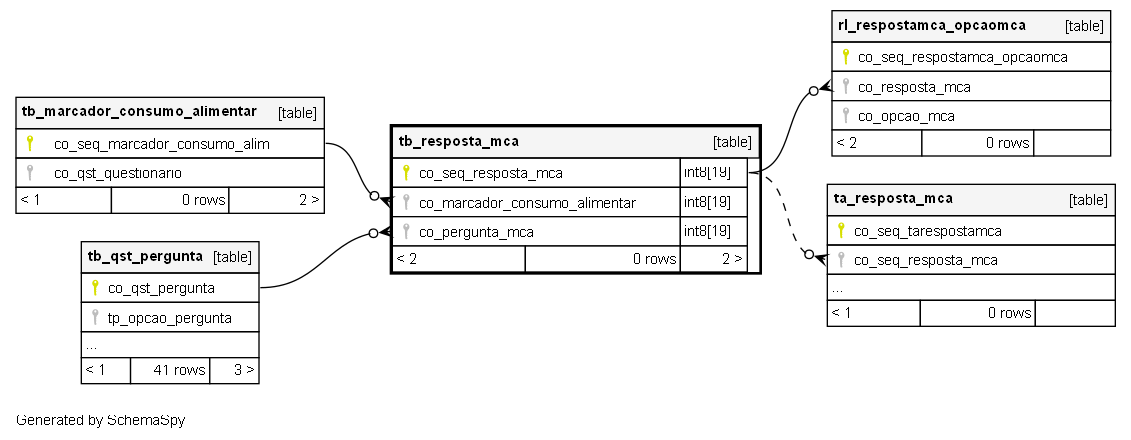 rl_respostamca_opcaomca [table]
co_seq_respostamca_opcaomca
co_resposta_mca
co_opcao_mca
< 2 0 rows
tb_marcador_consumo_alimentar [table]
co_seq_marcador_consumo_alim
co_qst_questionario
< 1 0 rows 2 >
tb_resposta_mca [table]
co_seq_resposta_mca int8[19]
co_marcador_consumo_alimentar int8[19]
co_pergunta_mca int8[19]
< 2 0 rows 2 >
ta_resposta_mca [table]
co_seq_tarespostamca
co_seq_resposta_mca
...
< 1 0 rows
tb_qst_pergunta [table]
co_qst_pergunta
tp_opcao_pergunta
...
< 1 41 rows 3 >
Generated by SchemaSpy